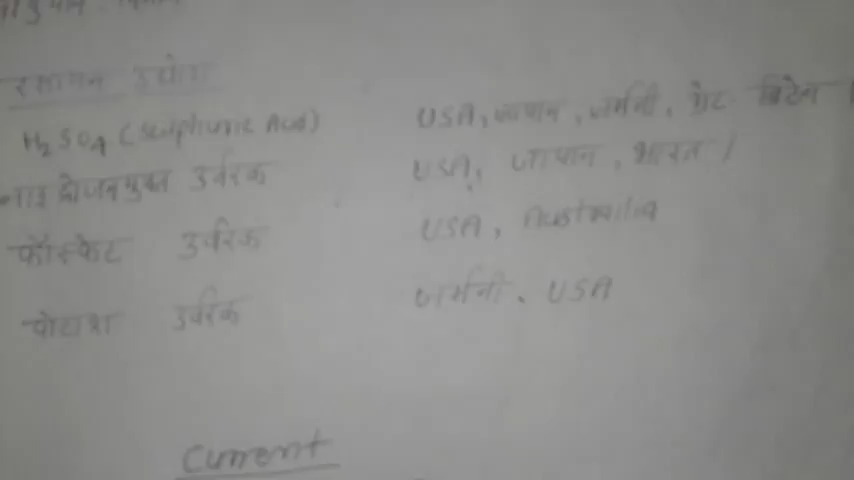 रसायन उद्योग
H2SO4 (Sulphuric Acid) USA, जापान, जर्मनी, ग्रेट ब्रिटेन ।
नाइट्रोजनयुक्त उर्वरक USA, जापान, भारत ।
फॉस्फेट उर्वरक USA, Australia
पोटाश उर्वरक जर्मनी, USA
Current